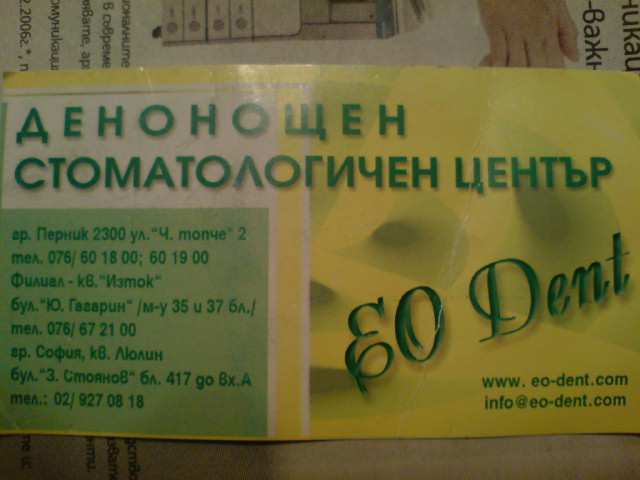 ДЕНОНОЩЕН
СТОМАТОЛОГИЧЕН ЦЕНТЪР
гр. Перник 2300 ул."Ч. топче" 2
тел. 076/ 60 18 00; 60 19 00
Филиал - кв."Изток"
бул."Ю. Гагарин" /м-у 35 и 37 бл./
тел. 076/ 67 21 00
гр. София, кв. Люлин
бул."З. Стоянов" бл. 417 до вх.А
тел.: 02/ 927 08 18
EO Dent
www. eo-dent.com
info@eo-dent.com